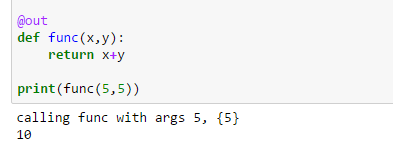 @out
def func(x,y):
    return x+y
print(func(5,5))
calling func with args 5, {5}
10